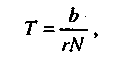 T = b/rN,